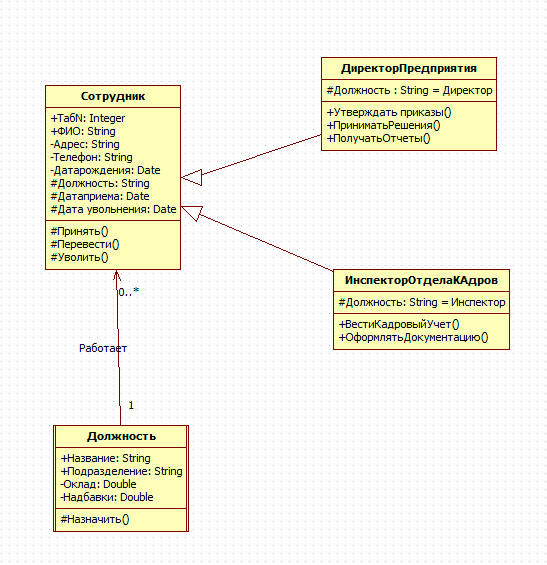 ДиректорПредприятия
#Должность : String = Директор
+Утверждать приказы()
+ПриниматьРешения()
+ПолучатьОтчеты()
Сотрудник
+ТабN: Integer
+ФИО: String
-Адрес: String
-Телефон: String
-Датарождения: Date
#Должность: String
#Датаприема: Date
#Дата увольнения: Date
#Принять()
#Перевести()
#Уволить()
ИнспекторОтделаКАдров
#Должность: String = Инспектор
+ВестиКадровыйУчет()
+ОформлятьДокументацию()
0..*
Работает
1
Должность
+Название: String
+Подразделение: String
-Оклад: Double
-Надбавки: Double
#Назначить()